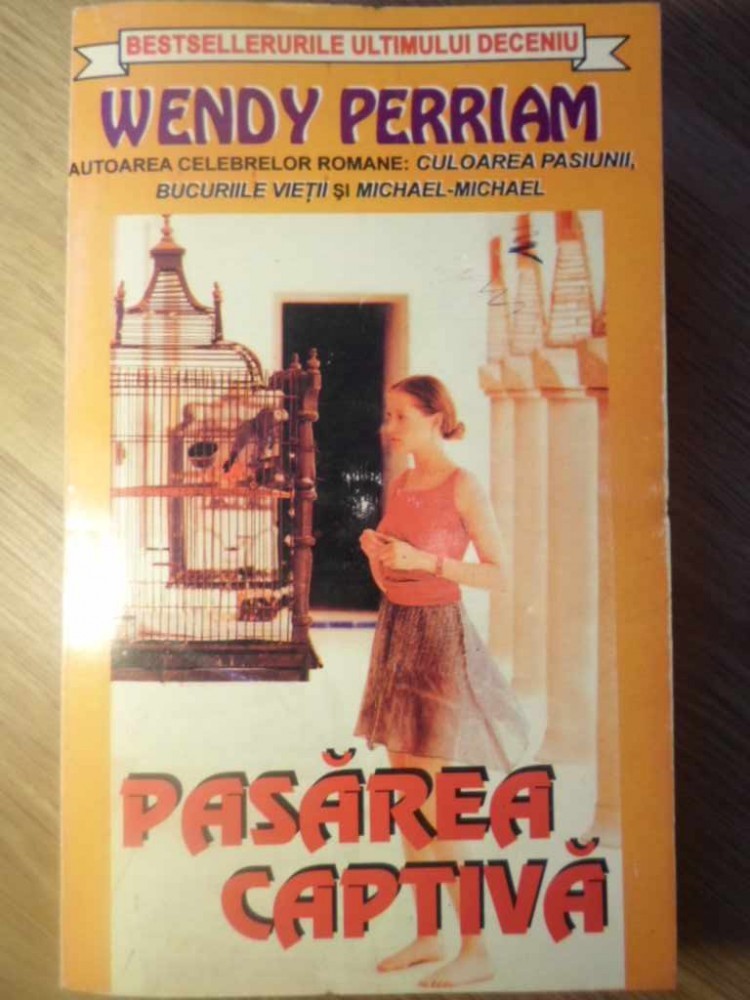 BESTSELLERURILE ULTIMULUI DECENIU
WENDY PERRIAM
AUTOAREA CELEBRELOR ROMANE: CULOAREA PASIUNII,
BUCURIILE VIEȚII ȘI MICHAEL-MICHAEL
PASĂREA
CAPTIVĂ